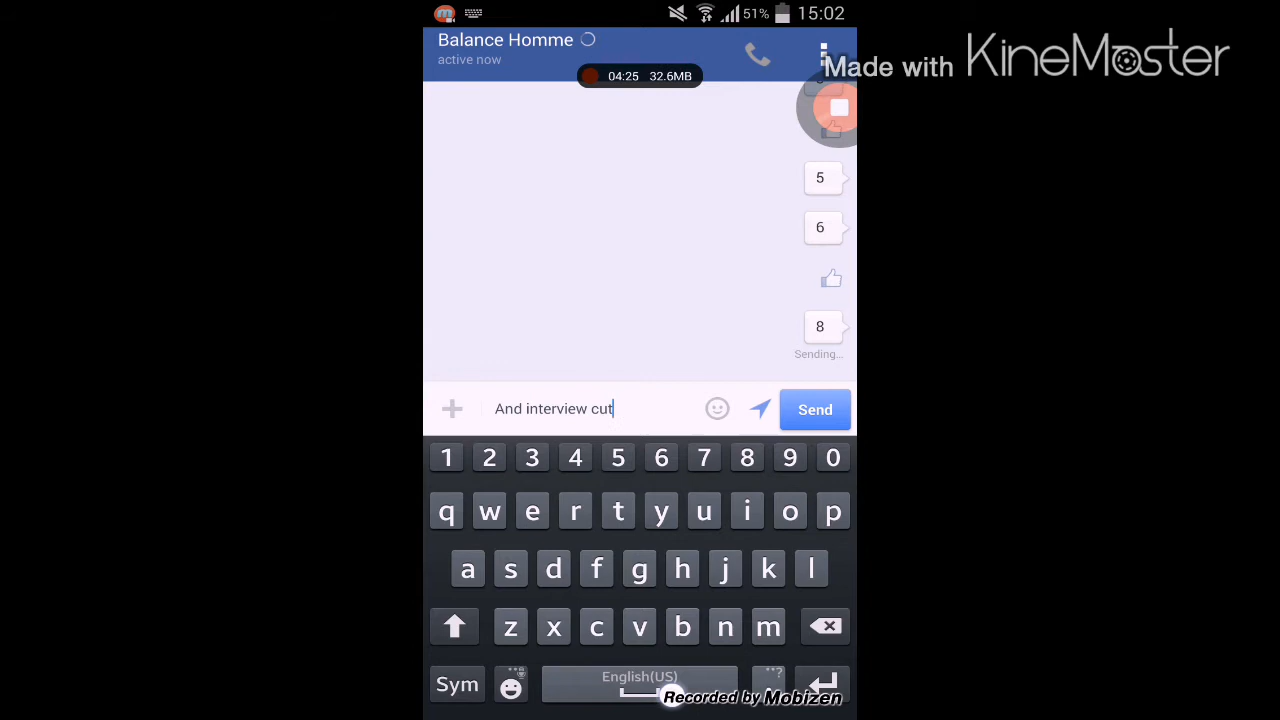 51% 15:02
Balance Homme
active now
Made with KineMaster
04:25 32.6MB
5
6
8
Sending...
And interview cut
Send
1 2 3 4 5 6 7 8 9 0
q w e r t y u i o p
a s d f g h j k l
z x c v b n m
Sym English(US)
Recorded by Mobizen